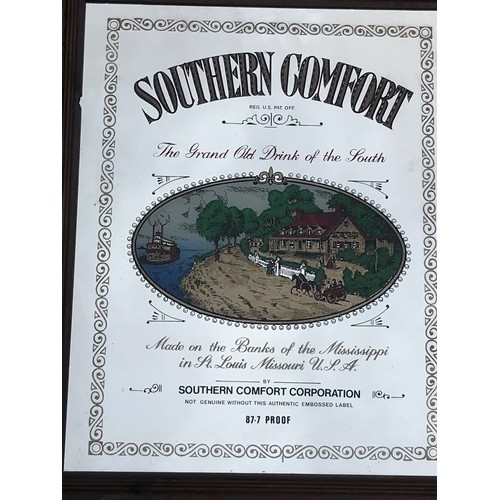 SOUTHERN COMFORT
REG. U.S. PAT. OFF.
The Grand Old Drink of the South
Made on the Banks of the Mississippi
in St. Louis Missouri U.S.A.
BY
SOUTHERN COMFORT CORPORATION
NOT GENUINE WITHOUT THIS AUTHENTIC EMBOSSED LABEL
87·7 PROOF